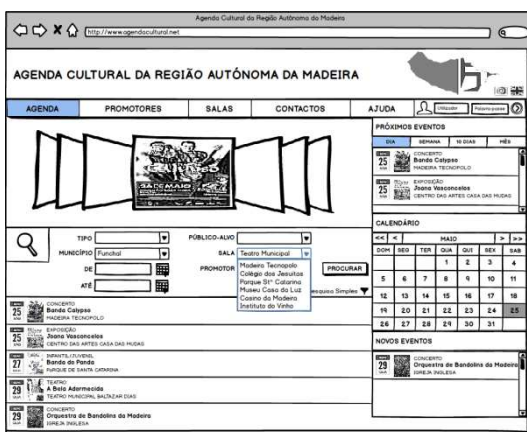 Agenda Cultural da Região Autônoma da Madeira
http://www.agendacultural.net
AGENDA CULTURAL DA REGIÃO AUTÓNOMA DA MADEIRA
AGENDA PROMOTORES SALAS CONTACTOS AJUDA Utilizador Palavra-passe
PRÓXIMOS EVENTOS
DIA SEMANA 10 DIAS MÊS
25 CONCERTO
Banda Calypso
MADEIRA TECNOPOLO
25 EXPOSIÇÃO
Joana Vasconcelos
CENTRO DAS ARTES CASA DAS MUDAS
CALENDÁRIO
<< < MAIO > >>
DOM SEG TER QUA QUI SEX SAB
1 2 3 4
5 6 7 8 9 10 11
12 13 14 15 16 17 18
19 20 21 22 23 24 25
26 27 28 29 30 31
NOVOS EVENTOS
29 CONCERTO
Orquestra de Bandolins da Madeira
IGREJA INGLESA
TIPO PÚBLICO-ALVO
MUNICÍPIO Funchal SALA Teatro Municipal
DE PROMOTOR PROCURAR
ATÉ
Madeira Tecnopolo
Colégio dos Jesuitas
Parque Stª Catarina
Museu Casa da Luz
Casino da Madeira
Instituto do Vinho
esquisa Simples
25 CONCERTO
Banda Calypso
MADEIRA TECNOPOLO
25 EXPOSIÇÃO
Joana Vasconcelos
CENTRO DAS ARTES CASA DAS MUDAS
27 INFANTIL/JUVENIL
Banda do Panda
PARQUE DE SANTA CATARINA
29 TEATRO
A Bela Adormecida
TEATRO MUNICIPAL BALTAZAR DIAS
29 CONCERTO
Orquestra de Bandolins da Madeira
IGREJA INGLESA